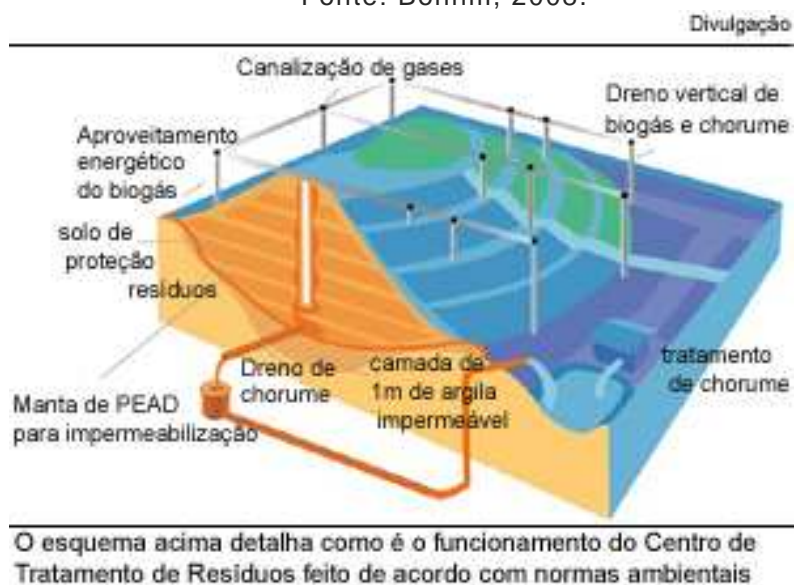 Divulgação
Canalização de gases
Dreno vertical de
biogás e chorume
Aproveitamento
energético
do biogás
solo de
proteção
resíduos
Manta de PEAD
para impermeabilização
Dreno de
chorume
camada de
1m de argila
impermeável
tratamento
de chorume
O esquema acima detalha como é o funcionamento do Centro de
Tratamento de Resíduos feito de acordo com normas ambientais